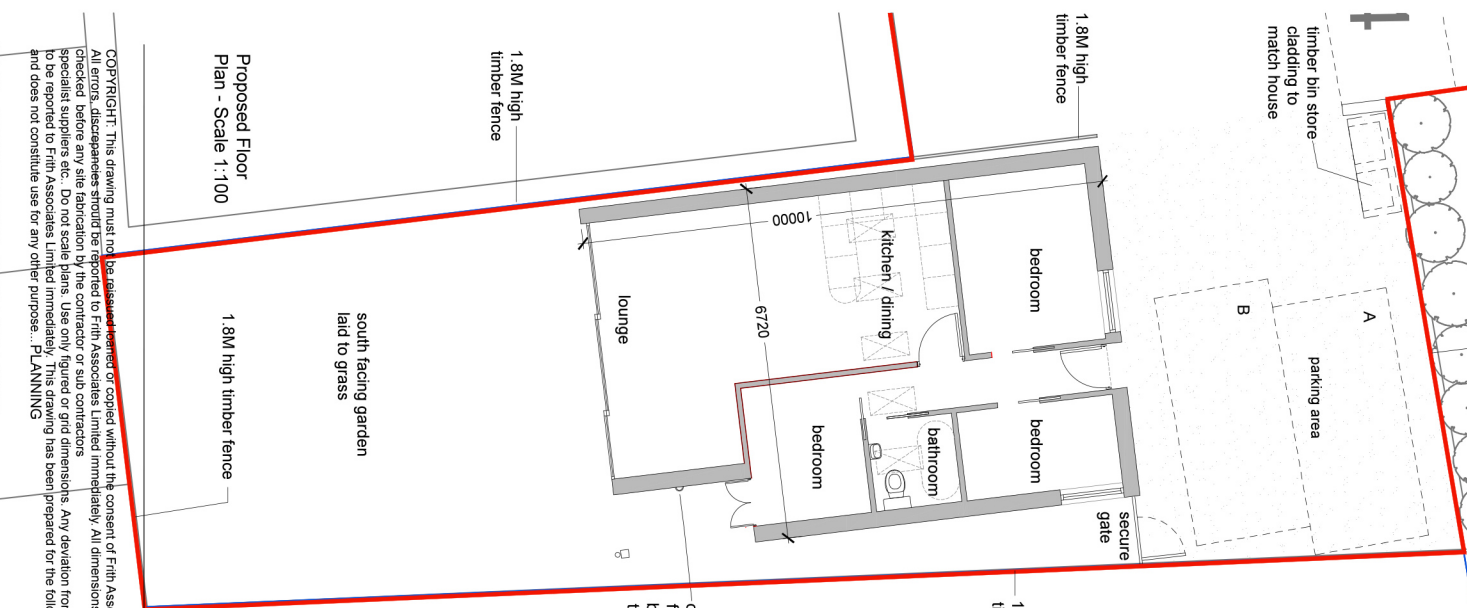 timber bin store
cladding to
match house
A
B
parking area
1.8M high
timber fence
secure
gate
bedroom
bedroom
bathroom
kitchen / dining
bedroom
10000
6720
lounge
1.8M high
timber fence
south facing garden
laid to grass
1.8M high timber fence
Proposed Floor
Plan - Scale 1:100
COPYRIGHT: This drawing must not be reissued loaned or copied without the consent of Frith
All errors, discrepancies should be reported to Frith Associates Limited immediately. All dimensions
checked before any site fabrication by the contractor or sub contractors
specialist suppliers etc.. Do not scale plans. Use only figured or grid dimensions. Any deviation from
to be reported to Frith Associates Limited immediately. This drawing has been prepared for the
and does not constitute use for any other purpose... PLANNING